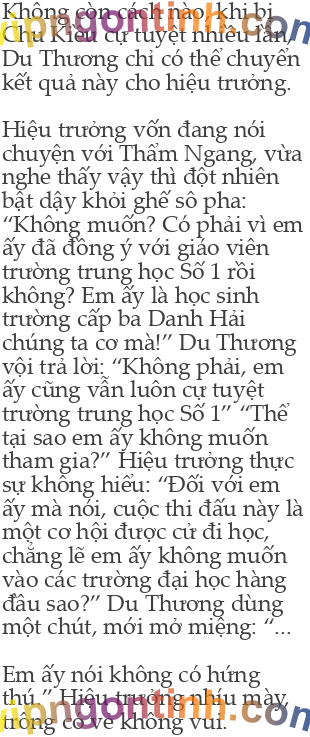 Không còn cách nào, khi bị
Chu Kiều cự tuyệt nhiều lần,
Du Thương chỉ có thể chuyển
kết quả này cho hiệu trưởng.
Hiệu trưởng vốn đang nói
chuyện với Thẩm Ngang, vừa
nghe thấy vậy thì đột nhiên
bật dậy khỏi ghế sô pha:
“Không muốn? Có phải vì em
ấy đã đồng ý với giáo viên
trường trung học Số 1 rồi
không? Em ấy là học sinh
trường cấp ba Danh Hải
chúng ta cơ mà!” Du Thương
vội trả lời: “Không phải, em
ấy cũng vẫn luôn cự tuyệt
trường trung học Số 1” “Thế
tại sao em ấy không muốn
tham gia?” Hiệu trưởng thực
sự không hiểu: “Đối với em
ấy mà nói, cuộc thi đấu này là
một cơ hội được cử đi học,
chẳng lẽ em ấy không muốn
vào các trường đại học hàng
đầu sao?” Du Thương dừng
một chút, mới mở miệng: “...
Em ấy nói không có hứng
thú.” Hiệu trưởng nhíu mày,
trông có vẻ không vui.
vipngontinh.com
vipngontinh.com